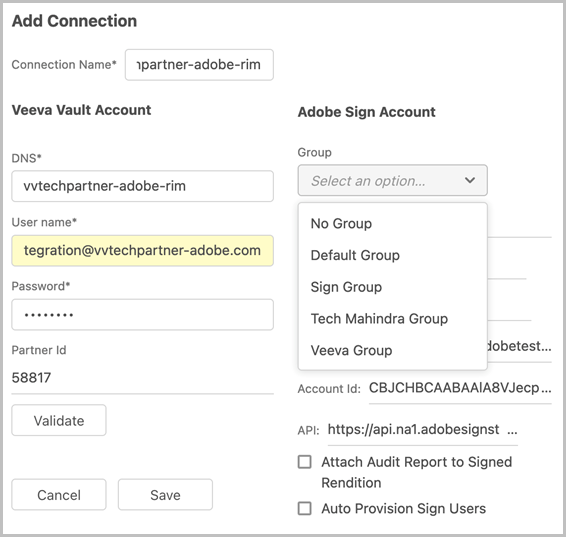 Add Connection
Connection Name*
npartner-adobe-rim
Veeva Vault Account
DNS*
vvtechpartner-adobe-rim
User name*
tegration@vvtechpartner-adobe.com
Password*
••••••••
Partner Id
58817
Validate
Cancel
Save
Adobe Sign Account
Group
Select an option...
No Group
Default Group
Sign Group
Tech Mahindra Group
Veeva Group
dobetest...
Account Id: CBJCHBCAABAAIA8VJecp...
API: https://api.na1.adobesignst ...
Attach Audit Report to Signed
Rendition
Auto Provision Sign Users